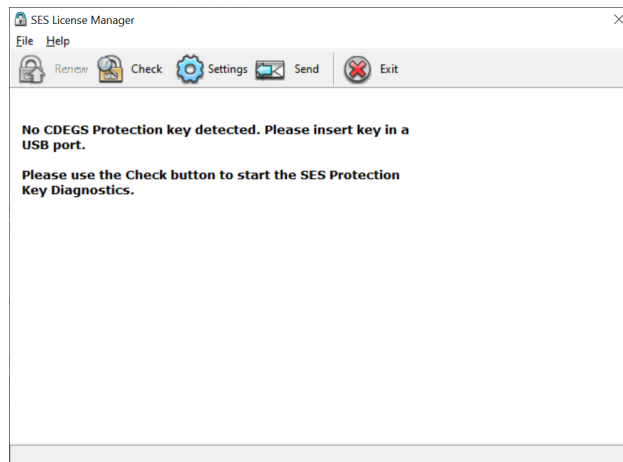 SES License Manager
File Help
Renew Check Settings Send Exit
No CDEGS Protection key detected. Please insert key in a
USB port.
Please use the Check button to start the SES Protection
Key Diagnostics.